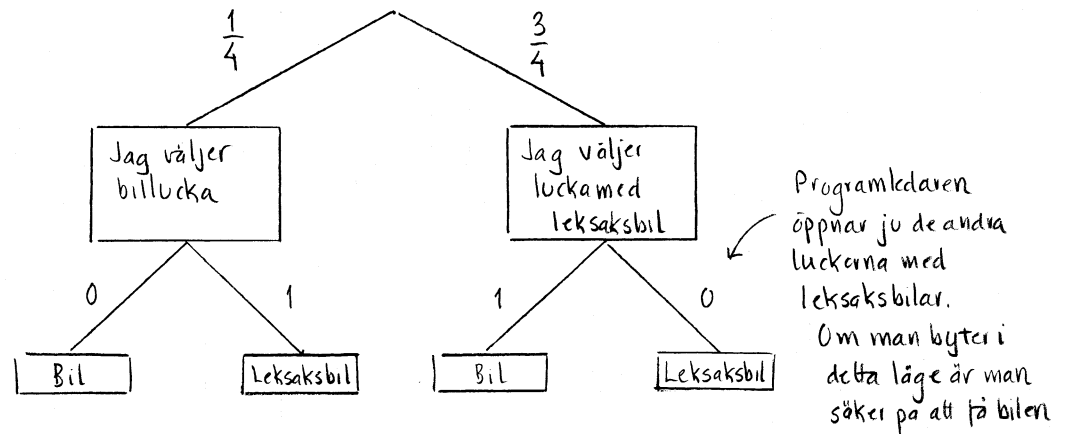 1/4
3/4
Jag väljer
billucka
Jag väljer
lucka med
leksaksbil
Programledaren
öppnar ju de andra
luckorna med
leksaksbilar.
Om man byter i
detta läge är man
säker på att få bilen
0
1
1
0
Bil
Leksaksbil
Bil
Leksaksbil